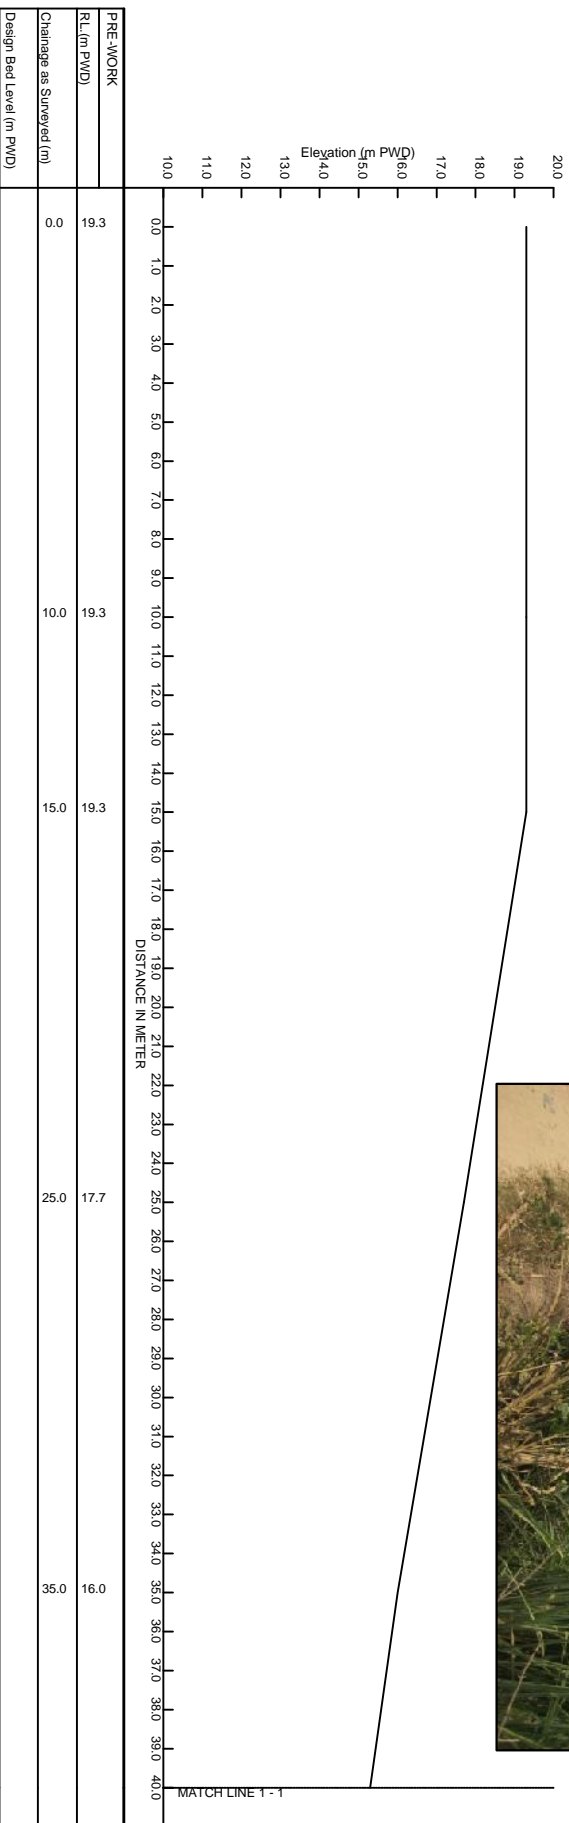 Elevation (m PWD)
20.0
19.0
18.0
17.0
16.0
15.0
14.0
13.0
12.0
11.0
10.0
0.0 1.0 2.0 3.0 4.0 5.0 6.0 7.0 8.0 9.0 10.0 11.0 12.0 13.0 14.0 15.0 16.0 17.0 18.0 19.0 20.0 21.0 22.0 23.0 24.0 25.0 26.0 27.0 28.0 29.0 30.0 31.0 32.0 33.0 34.0 35.0 36.0 37.0 38.0 39.0 40.0
MATCH LINE 1 - 1
DISTANCE IN METER
PRE-WORK
RL.(m PWD) 19.3 19.3 19.3 17.7 16.0
Chainage as Surveyed (m) 0.0 10.0 15.0 25.0 35.0
Design Bed Level (m PWD)